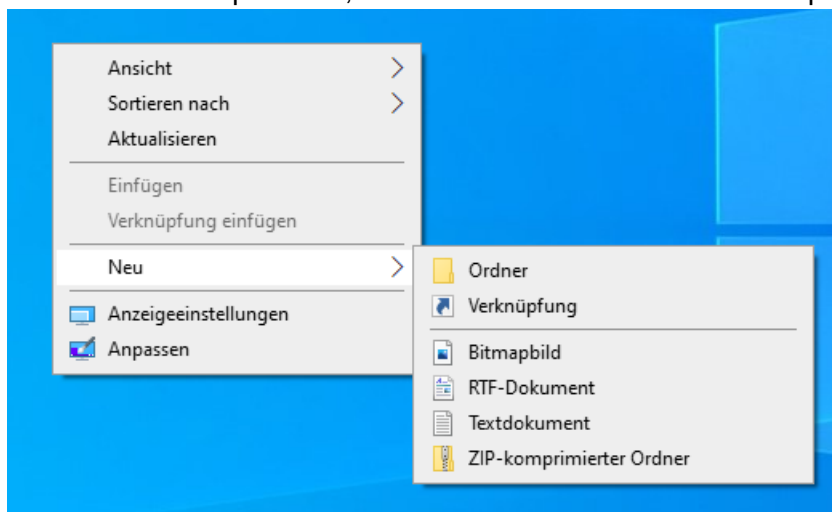 Ansicht
Sortieren nach
Aktualisieren
Einfügen
Verknüpfung einfügen
Neu
Anzeigeeinstellungen
Anpassen
Ordner
Verknüpfung
Bitmapbild
RTF-Dokument
Textdokument
ZIP-komprimierter Ordner